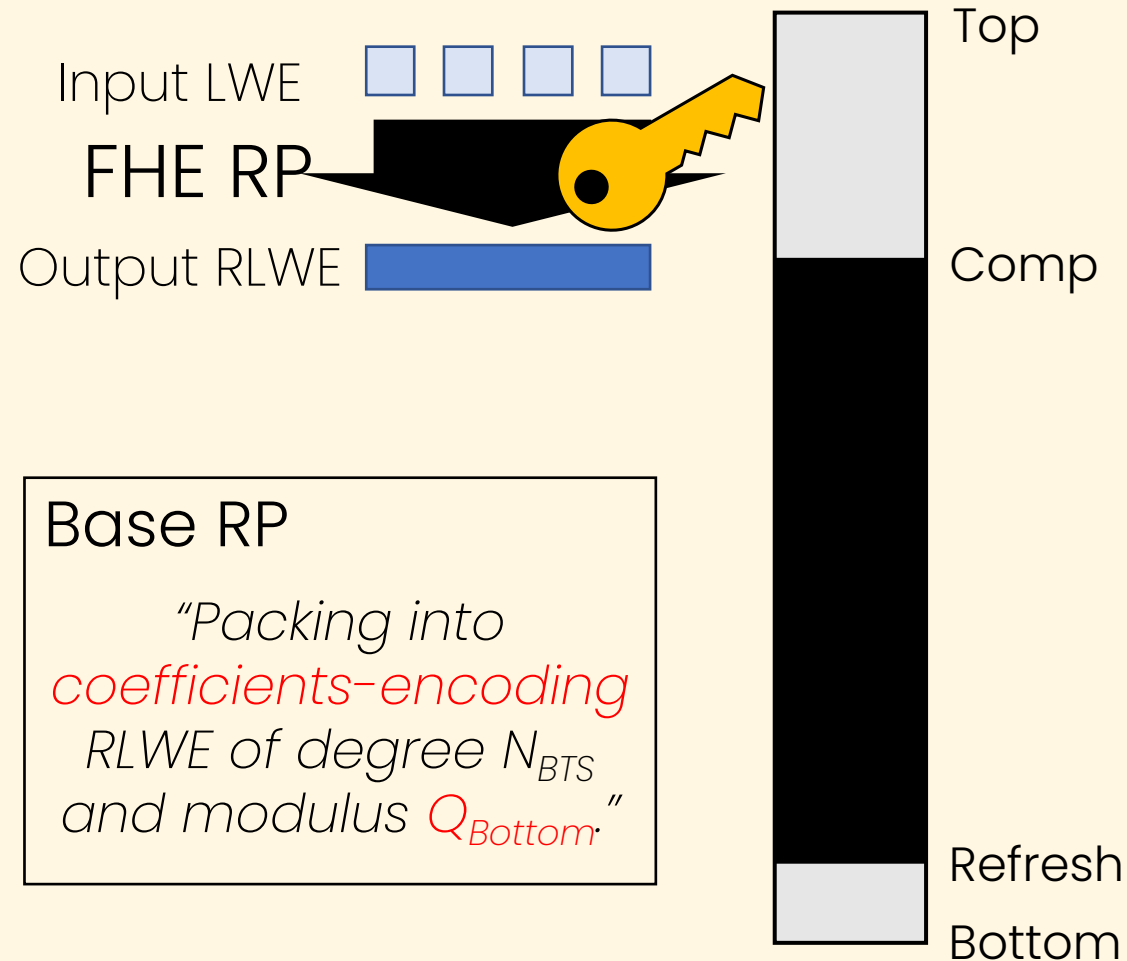 Input LWE
FHE RP
Output RLWE
Top
Comp
Refresh
Bottom
Base RP
“Packing into
coefficients-encoding
RLWE of degree N_BTS
and modulus Q_Bottom.”